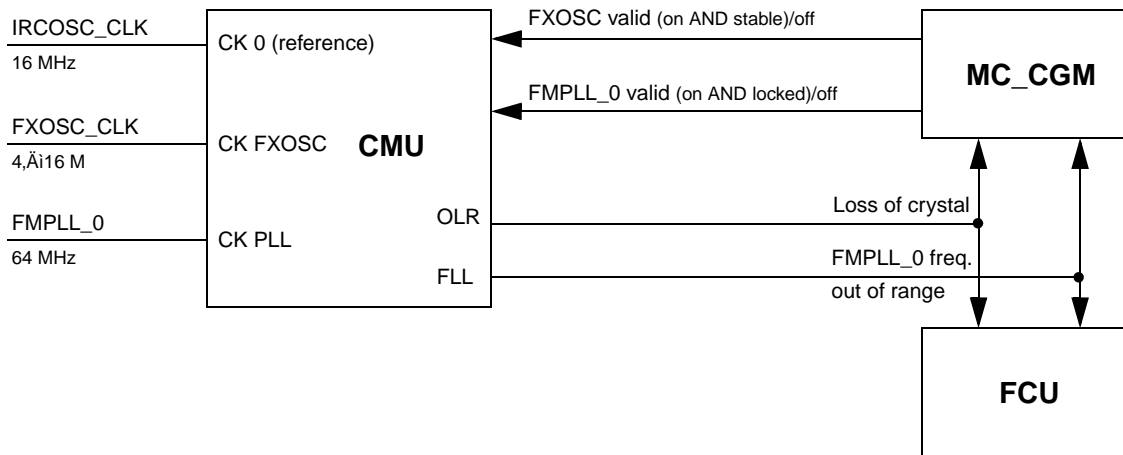 IRCOSC_CLK
16 MHz
FXOSC_CLK
4‚Äì16 M
FMPLL_0
64 MHz
CK 0 (reference)
CK FXOSC
CMU
CK PLL
OLR
FLL
FXOSC valid (on AND stable)/off
FMPLL_0 valid (on AND locked)/off
MC_CGM
Loss of crystal
FMPLL_0 freq.
out of range
FCU